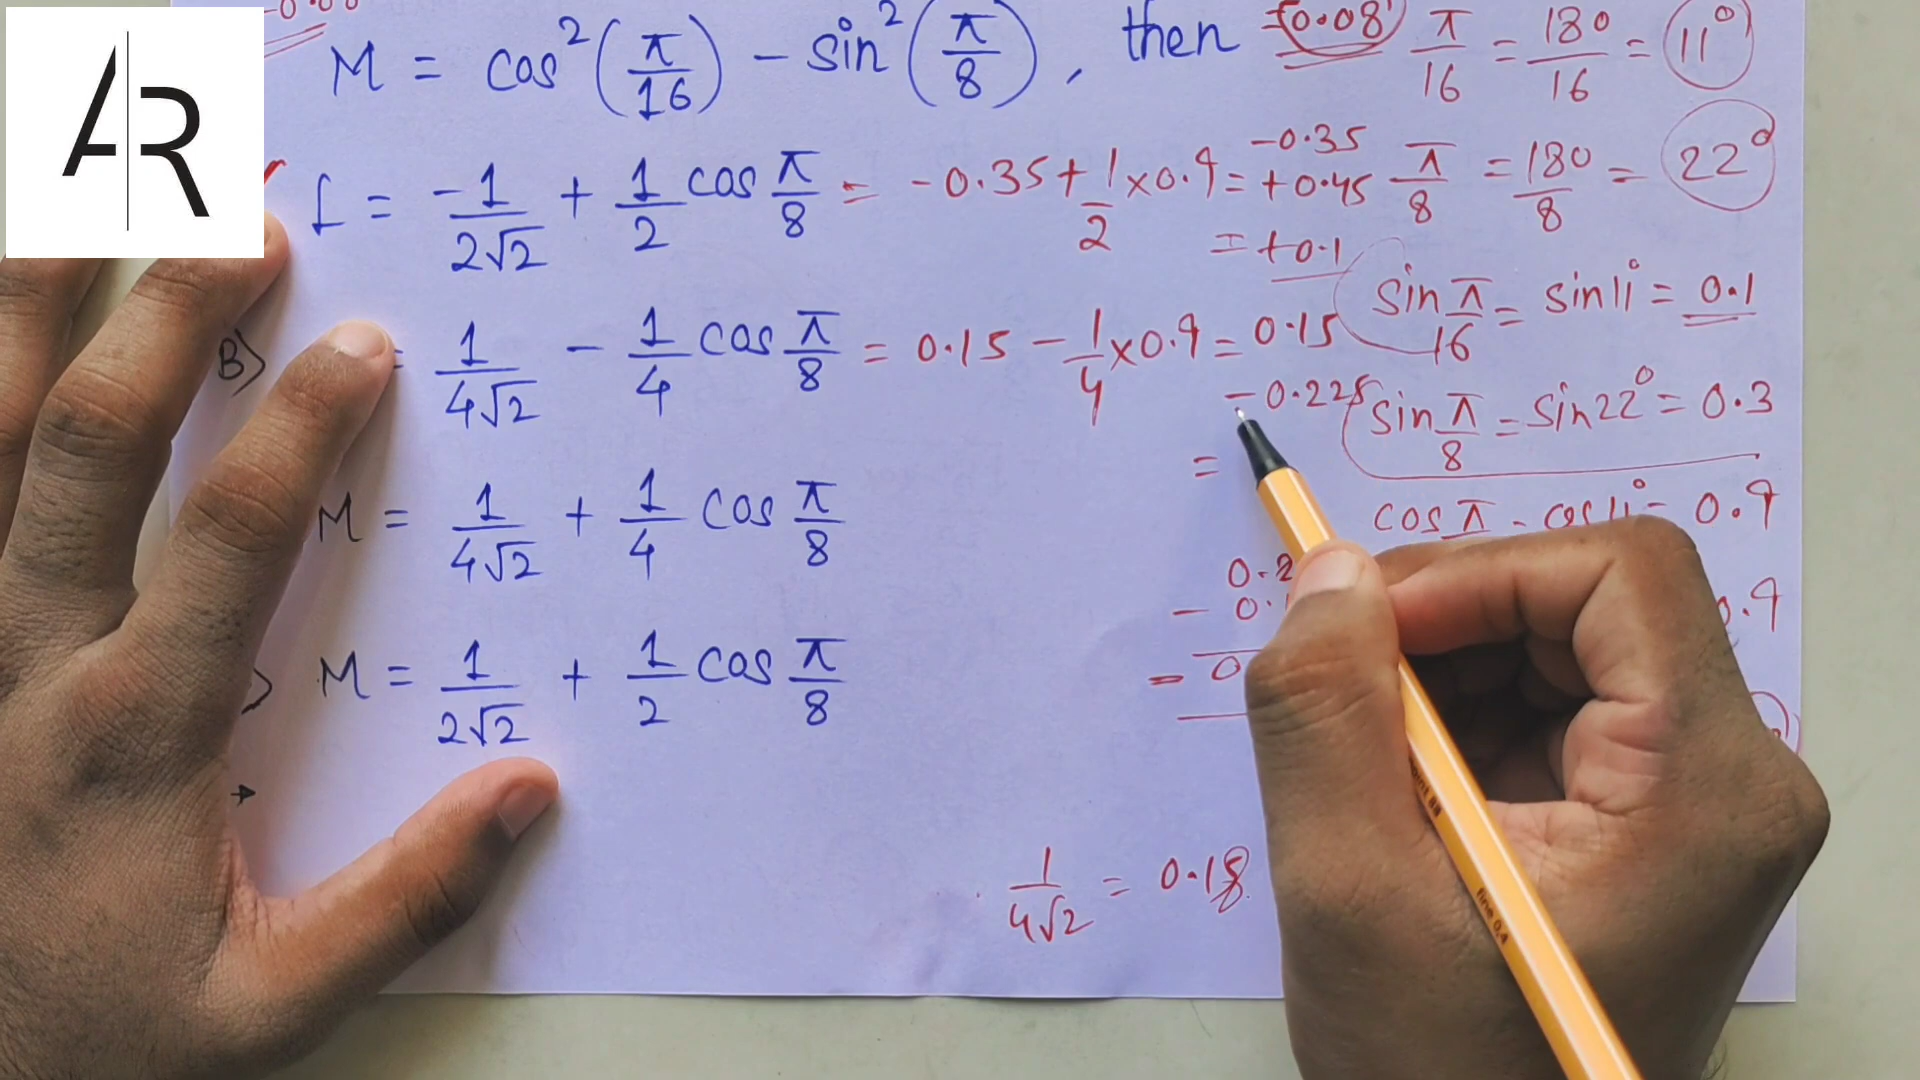 AR
M = cos²(π/16) - sin²(π/8), then
=0.08
π/16 = 180/16 = 11°
L = -1/2√2 + 1/2 cos π/8 = -0.35 + 1/2 × 0.9 = -0.35 + 0.45
= +0.1
π/8 = 180/8 = 22°
sin π/16 = sin 11° = 0.1
B) = 1/4√2 - 1/4 cos π/8 = 0.15 - 1/4 × 0.9 = 0.15 - 0.225
=
sin π/8 = sin 22° = 0.3
M = 1/4√2 + 1/4 cos π/8
0.9
0.9
M = 1/2√2 + 1/2 cos π/8
1/4√2 = 0.18